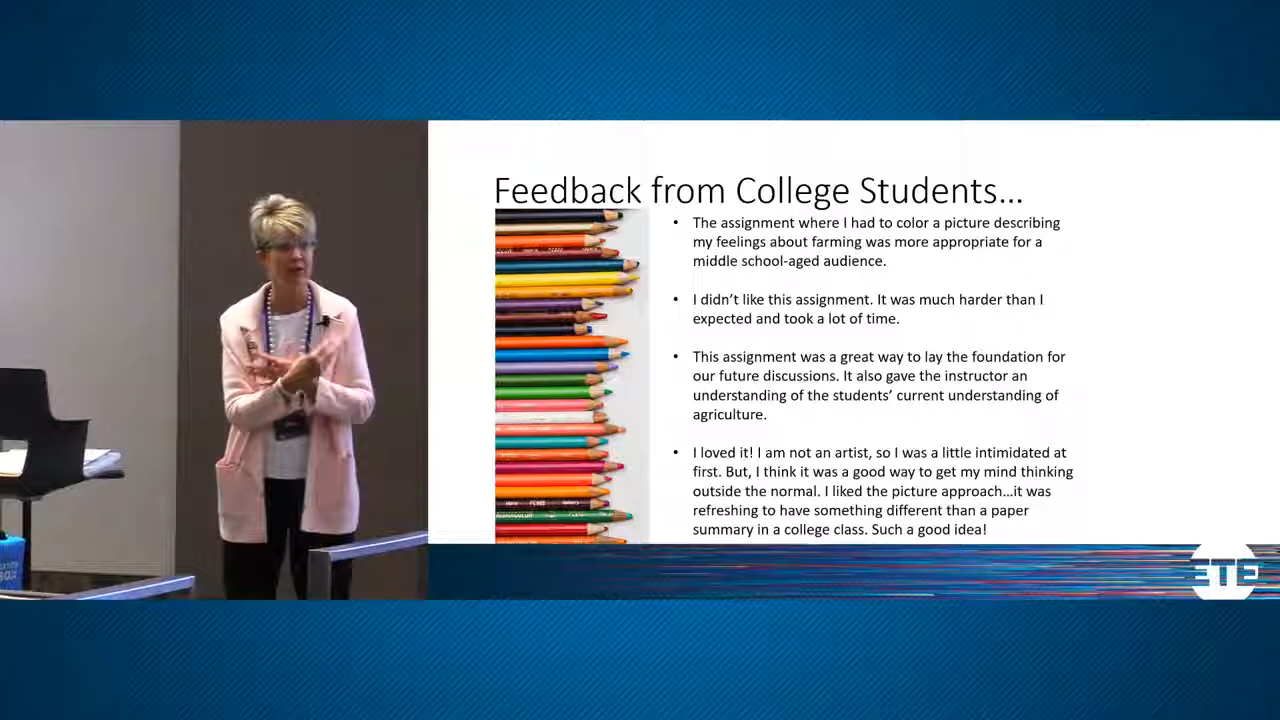 Feedback from College Students...
• The assignment where I had to color a picture describing
my feelings about farming was more appropriate for a
middle school-aged audience.
• I didn’t like this assignment. It was much harder than I
expected and took a lot of time.
• This assignment was a great way to lay the foundation for
our future discussions. It also gave the instructor an
understanding of the students’ current understanding of
agriculture.
• I loved it! I am not an artist, so I was a little intimidated at
first. But, I think it was a good way to get my mind thinking
outside the normal. I liked the picture approach...it was
refreshing to have something different than a paper
summary in a college class. Such a good idea!